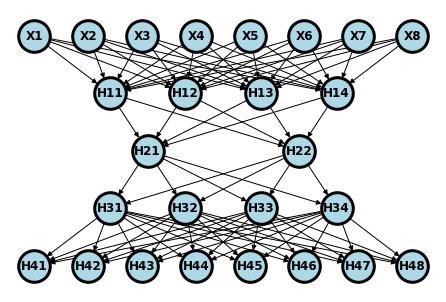 X1 X2 X3 X4 X5 X6 X7 X8
H11 H12 H13 H14
H21 H22
H31 H32 H33 H34
H41 H42 H43 H44 H45 H46 H47 H48